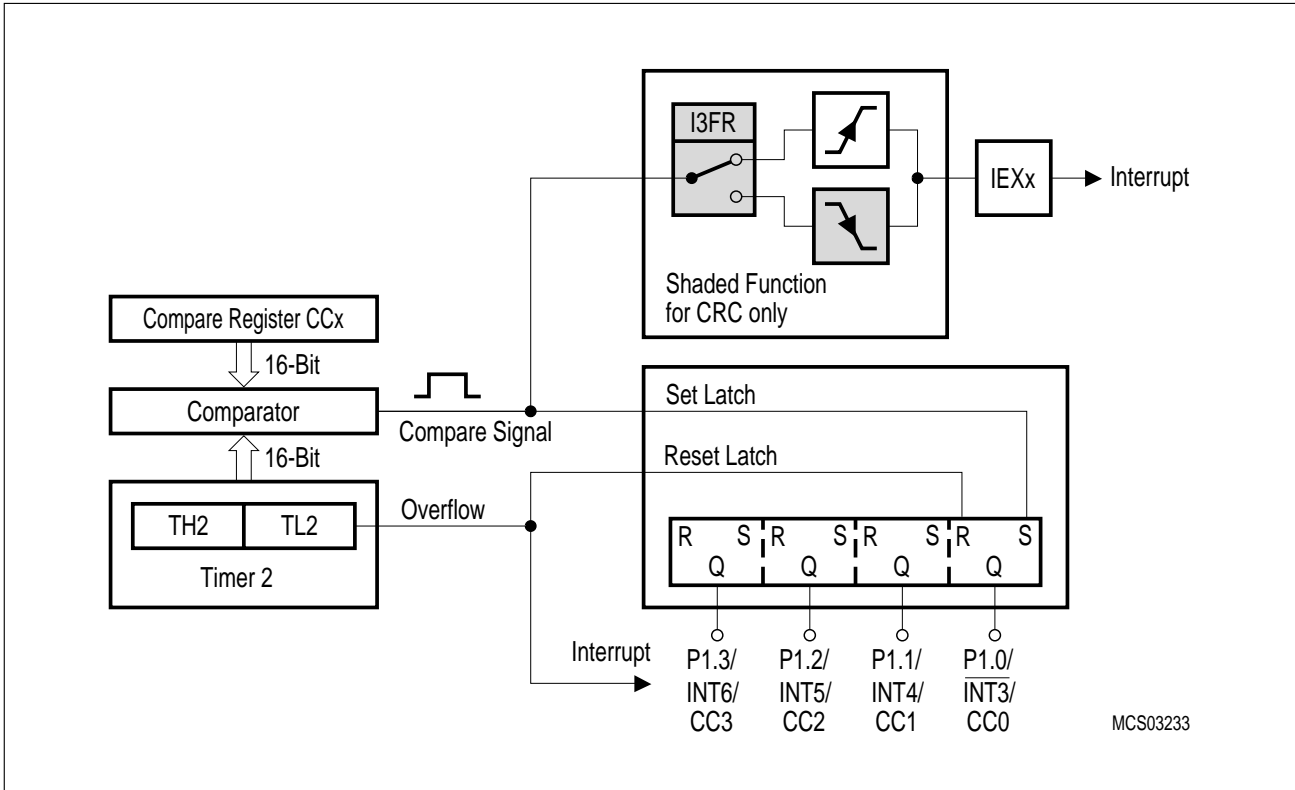 I3FR
IEXx
Interrupt
Shaded Function
for CRC only
Compare Register CCx
16-Bit
Comparator
Compare Signal
16-Bit
TH2
TL2
Timer 2
Overflow
Set Latch
Reset Latch
R S R S R S R S
Q Q Q Q
Interrupt
P1.3/
INT6/
CC3
P1.2/
INT5/
CC2
P1.1/
INT4/
CC1
P1.0/
INT3/
CC0
MCS03233